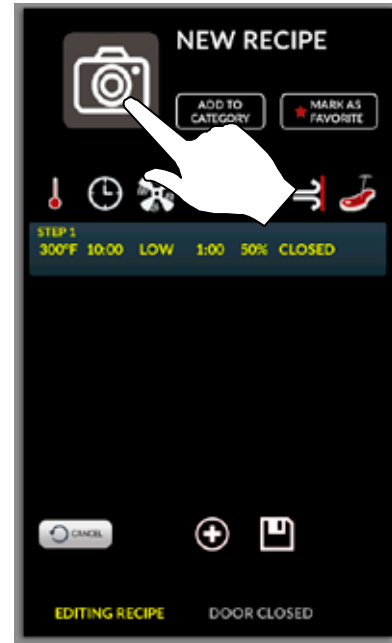 NEW RECIPE
ADD TO
CATEGORY
MARK AS
FAVORITE
STEP 1
300°F 10:00 LOW 1:00 50% CLOSED
CANCEL
EDITING RECIPE DOOR CLOSED